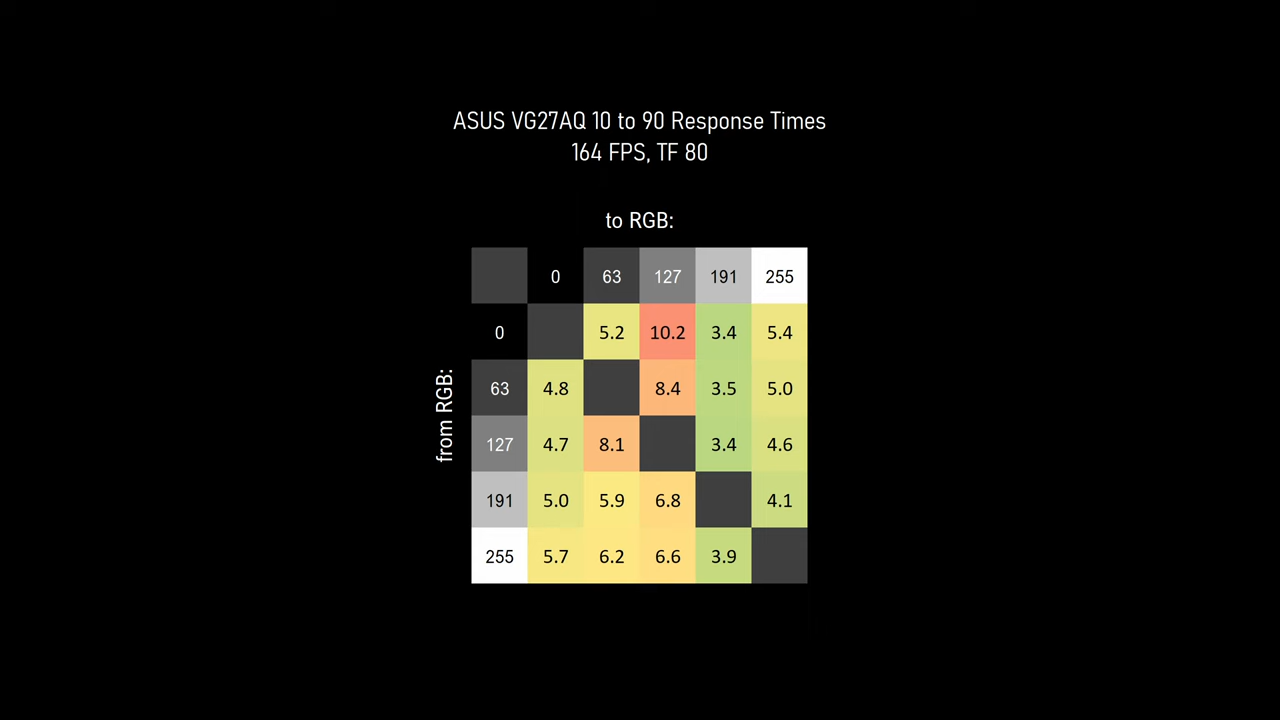 ASUS VG27AQ 10 to 90 Response Times
164 FPS, TF 80
to RGB:
from RGB:
0 63 127 191 255
0 5.2 10.2 3.4 5.4
63 4.8 8.4 3.5 5.0
127 4.7 8.1 3.4 4.6
191 5.0 5.9 6.8 4.1
255 5.7 6.2 6.6 3.9